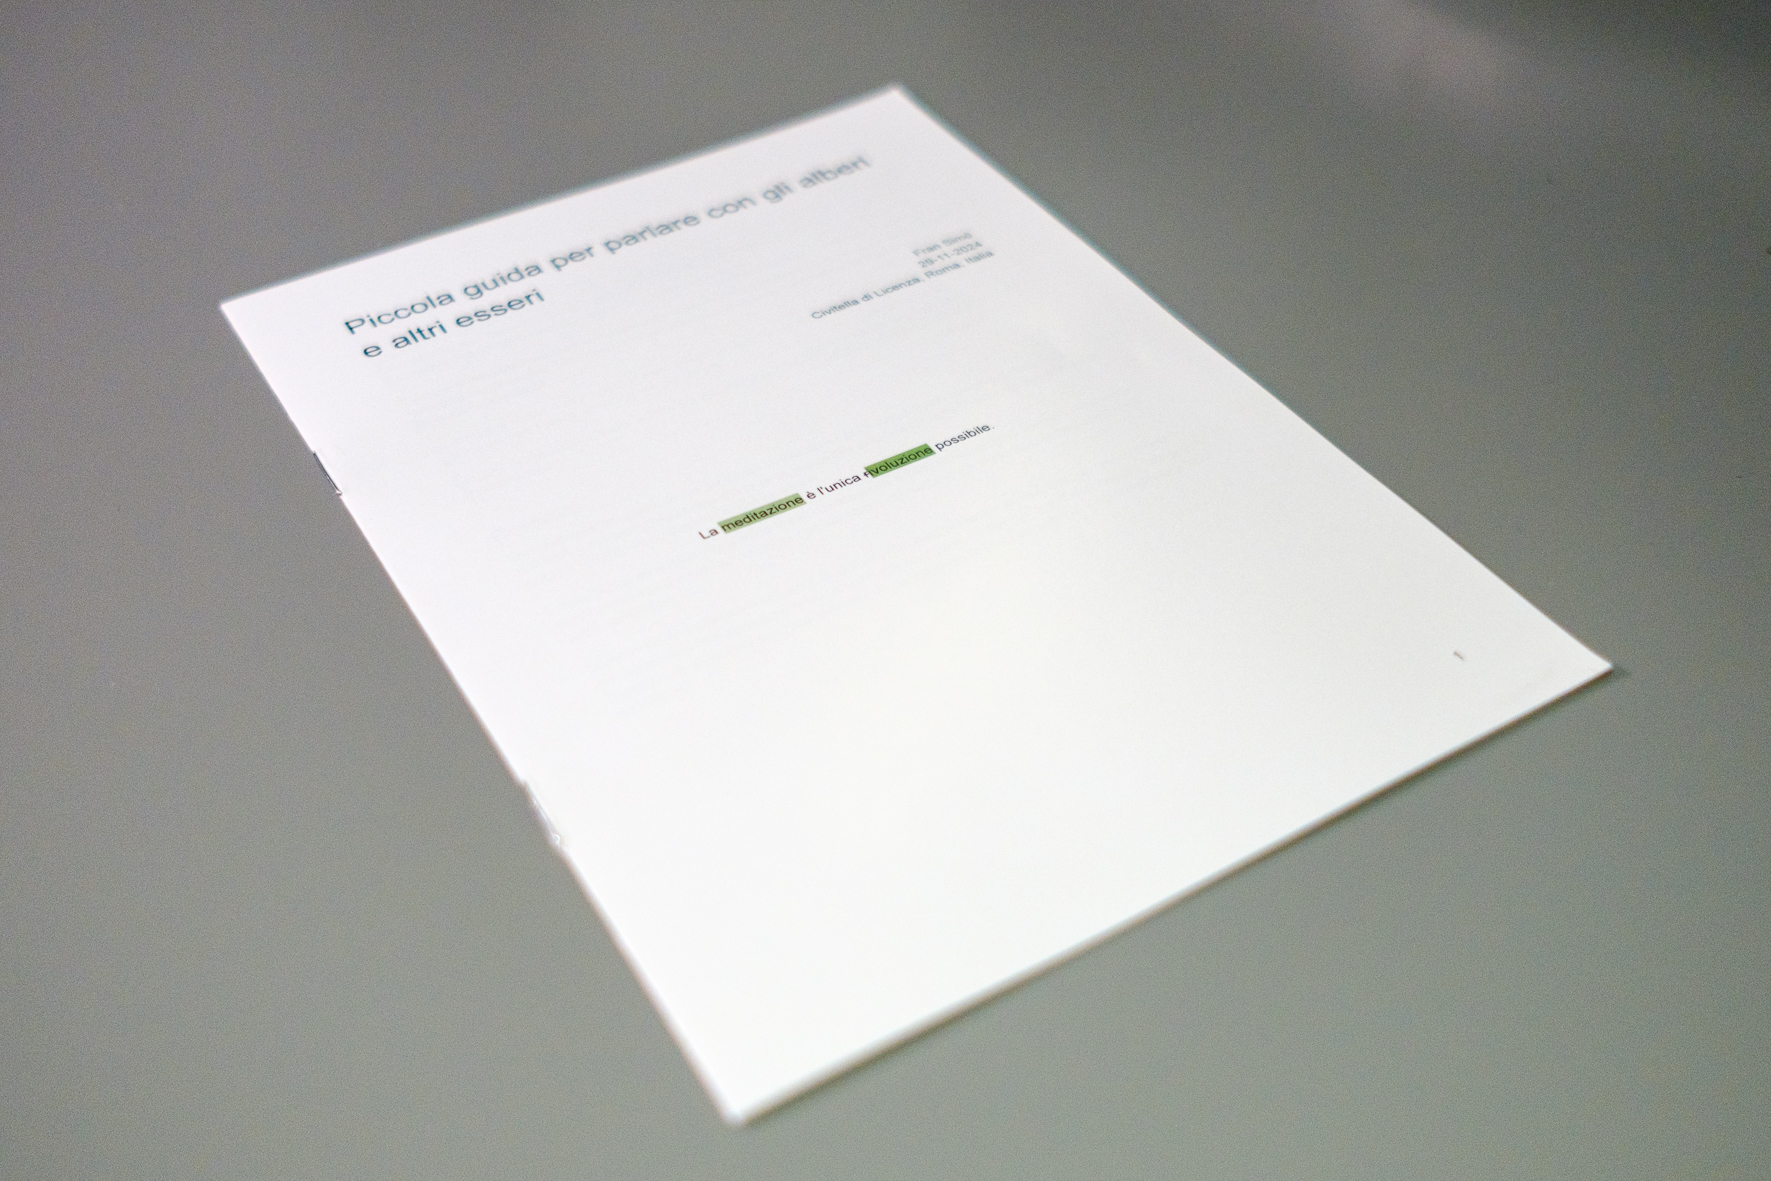 Piccola guida per parlare con gli alberi
e altri esseri
Fran Simó
29-11-2024
Civitella di Licenza, Roma. Italia
La meditazione è l'unica rivoluzione possibile.
1